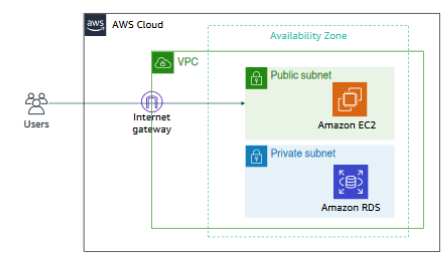 aws
AWS Cloud
Availability Zone
VPC
Public subnet
Amazon EC2
Users
Internet
gateway
Private subnet
Amazon RDS